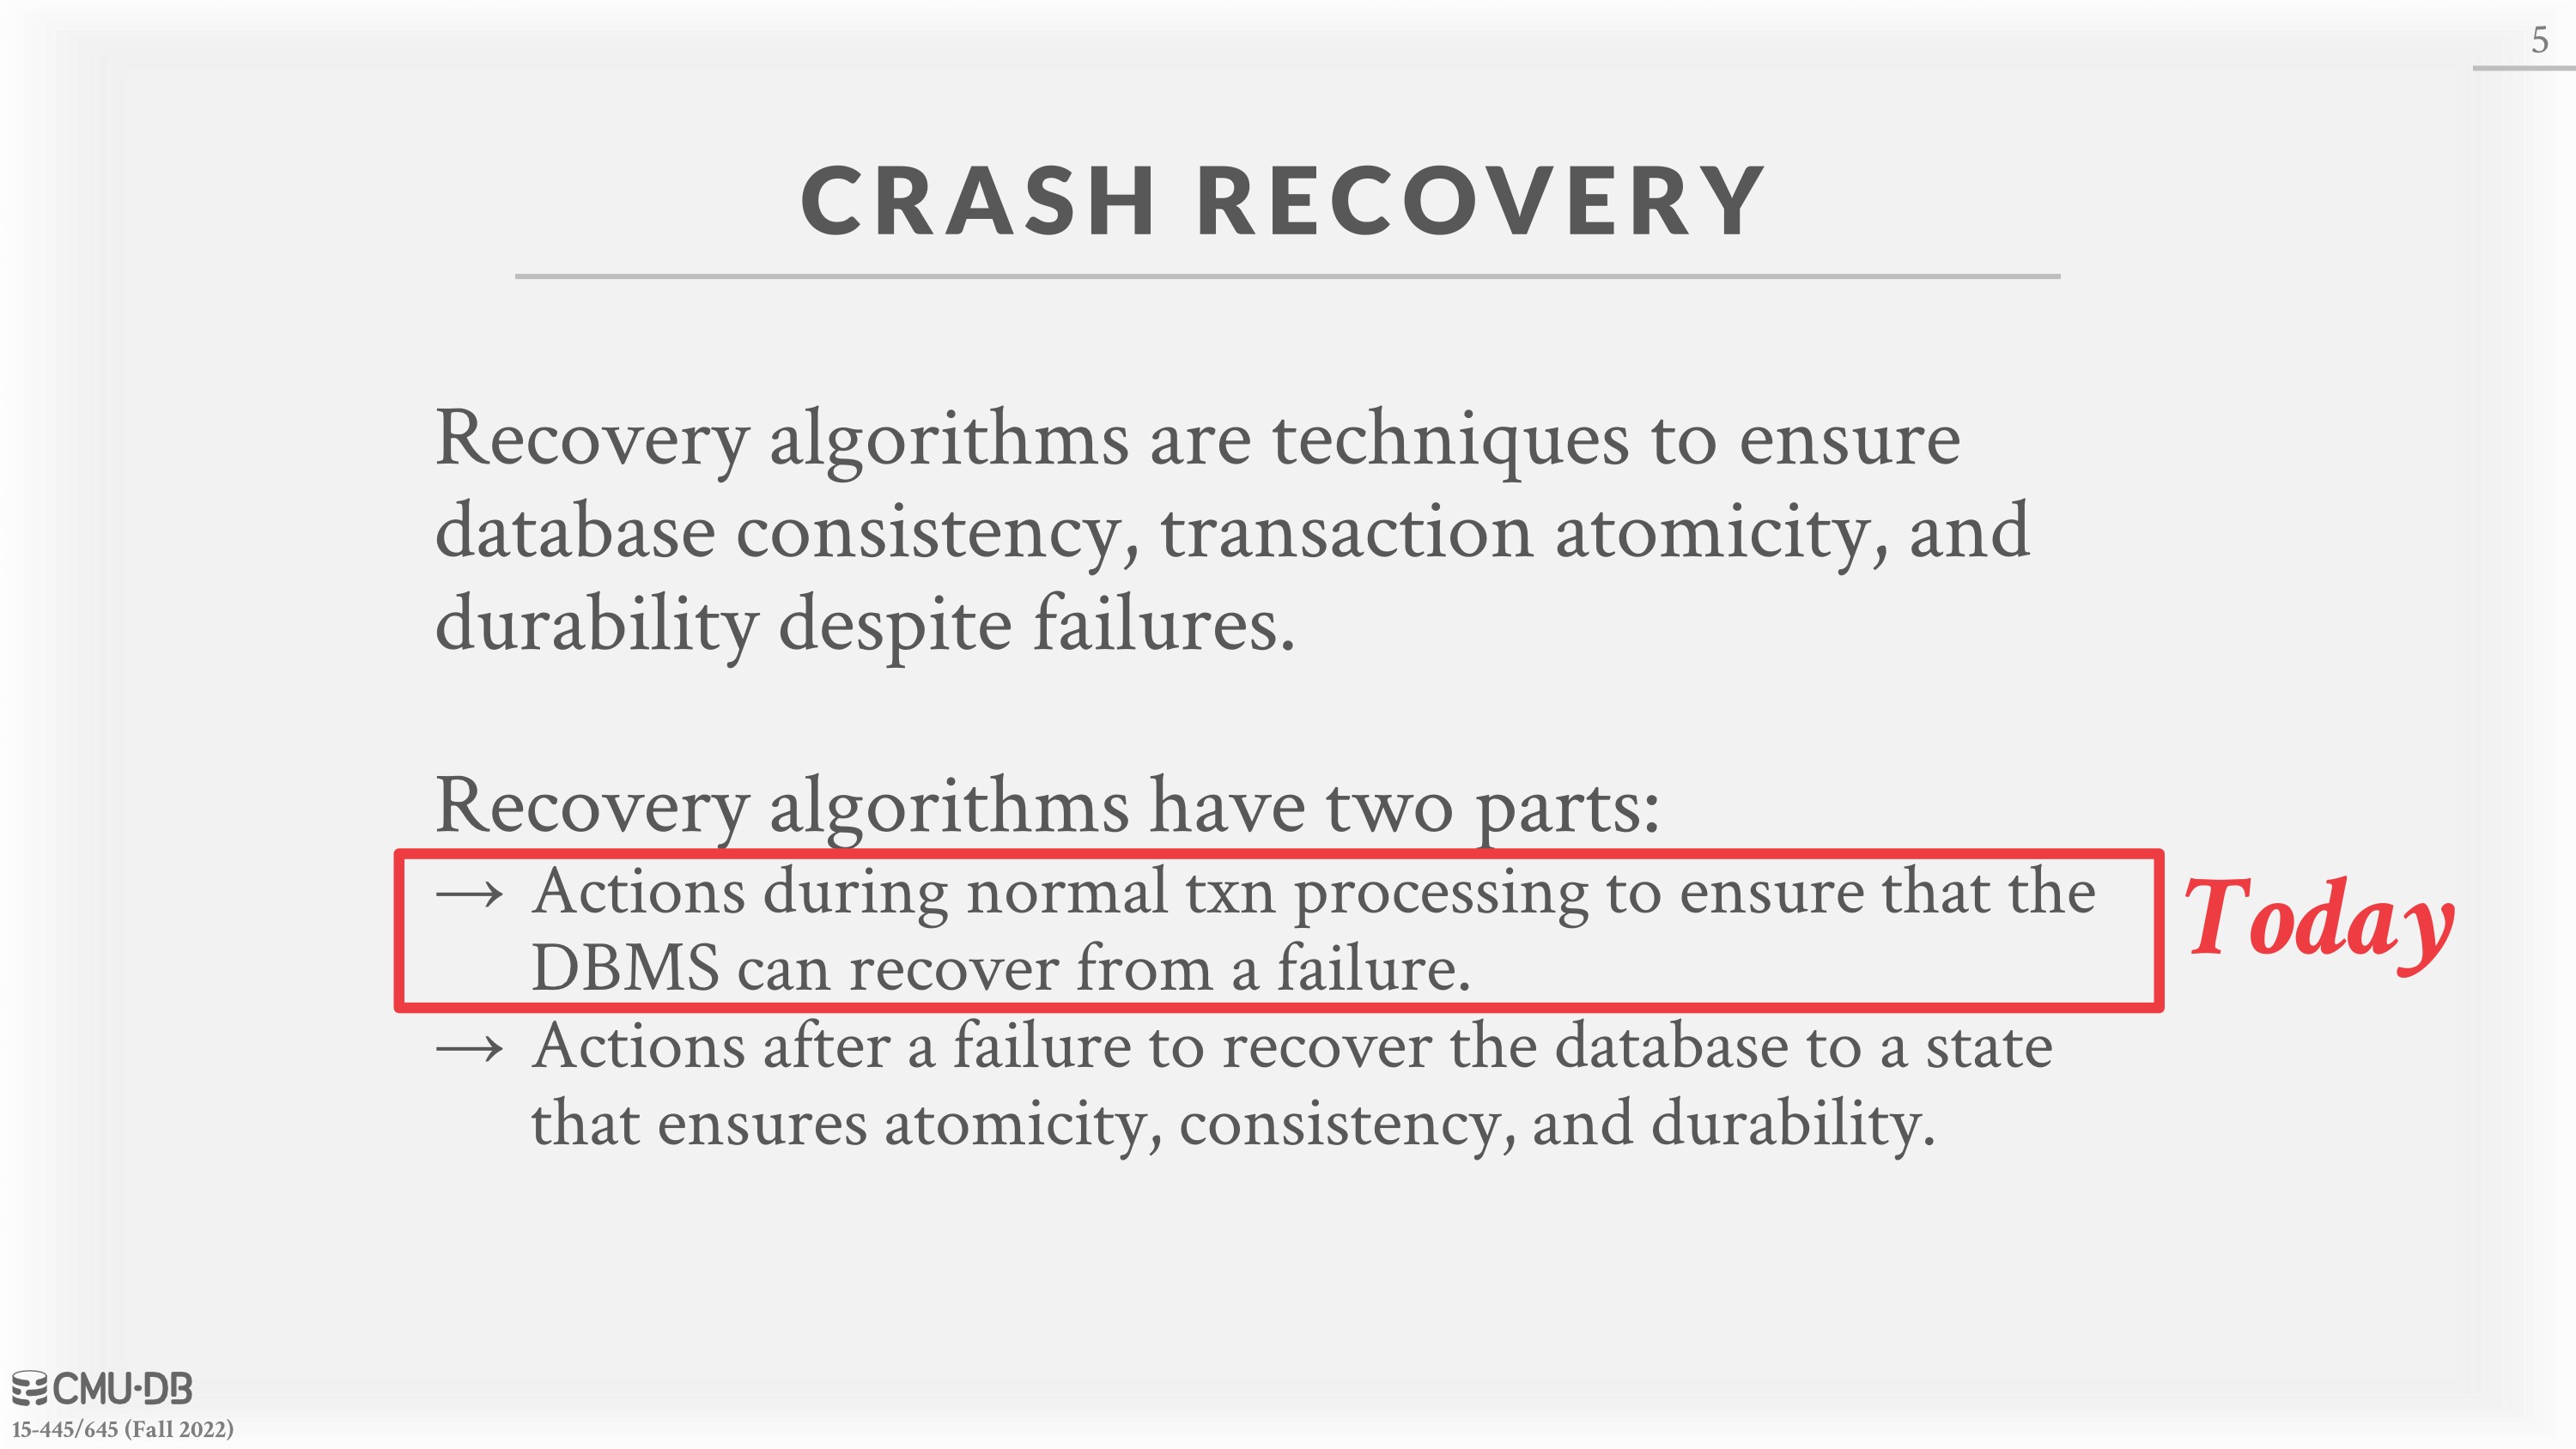 5
CRASH RECOVERY
Recovery algorithms are techniques to ensure
database consistency, transaction atomicity, and
durability despite failures.
Recovery algorithms have two parts:
→ Actions during normal txn processing to ensure that the
DBMS can recover from a failure.
Today
→ Actions after a failure to recover the database to a state
that ensures atomicity, consistency, and durability.
CMU·DB
15-445/645 (Fall 2022)